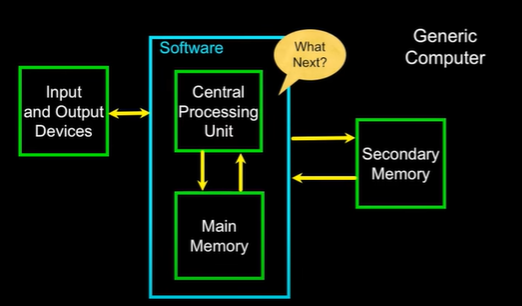 Generic
Computer
Software
What
Next?
Input
and Output
Devices
Central
Processing
Unit
Secondary
Memory
Main
Memory